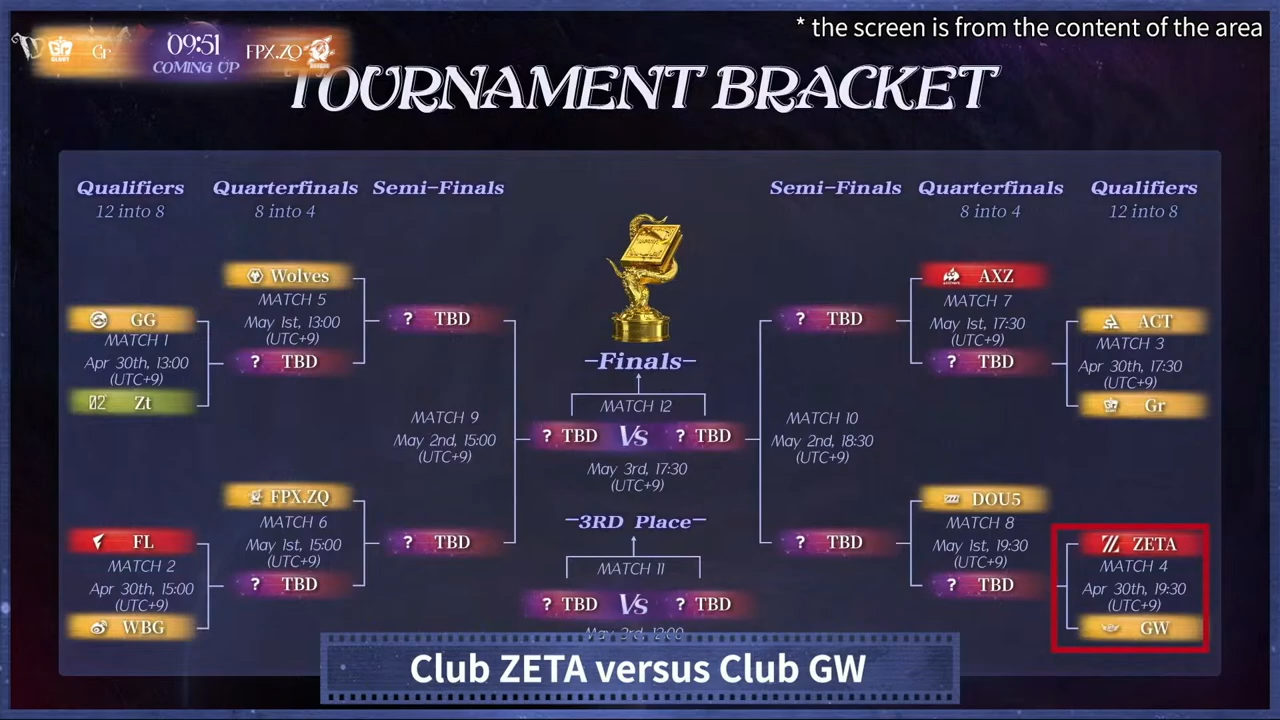 * the screen is from the content of the area
Gr
09:51
FPX.ZQ
COMING UP
TOURNAMENT BRACKET
Qualifiers
12 into 8
Quarterfinals
8 into 4
Semi-Finals
Semi-Finals
Quarterfinals
8 into 4
Qualifiers
12 into 8
GG
MATCH 1
Apr 30th, 13:00
(UTC+9)
Zt
Wolves
MATCH 5
May 1st, 13:00
(UTC+9)
? TBD
? TBD
FL
MATCH 2
Apr 30th, 15:00
(UTC+9)
WBG
FPX.ZQ
MATCH 6
May 1st, 15:00
(UTC+9)
? TBD
? TBD
MATCH 9
May 2nd, 15:00
(UTC+9)
-Finals-
MATCH 12
? TBD Vs ? TBD
May 3rd, 17:30
(UTC+9)
-3RD Place-
MATCH 11
? TBD Vs ? TBD
May 3rd, 12:00
MATCH 10
May 2nd, 18:30
(UTC+9)
? TBD
AXZ
MATCH 7
May 1st, 17:30
(UTC+9)
? TBD
ACT
MATCH 3
Apr 30th, 17:30
(UTC+9)
Gr
? TBD
DOU5
MATCH 8
May 1st, 19:30
(UTC+9)
? TBD
ZETA
MATCH 4
Apr 30th, 19:30
(UTC+9)
GW
Club ZETA versus Club GW